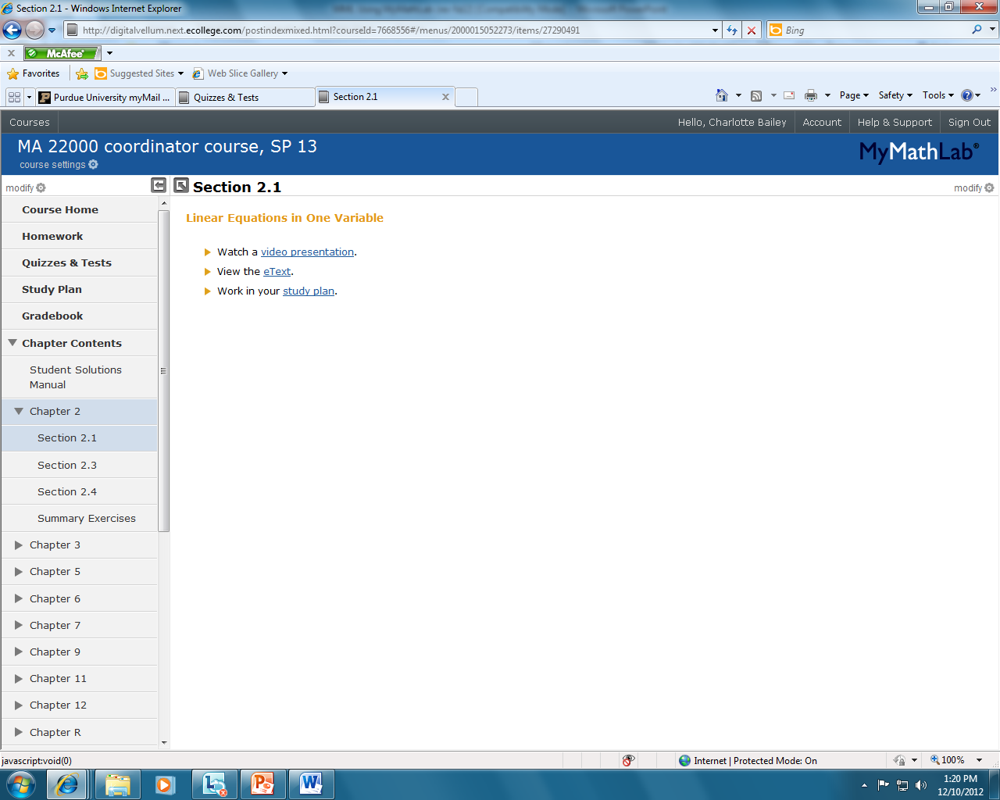 Section 2.1 - Windows Internet Explorer
http://digitalvellum.next.ecollege.com/postindexmixed.html?courseId=7668556#/menus/2000015052273/items/27290491
Bing
x McAfee
Favorites Suggested Sites Web Slice Gallery
Purdue University myMail ... Quizzes & Tests Section 2.1 Page Safety Tools »
Courses Hello, Charlotte Bailey Account Help & Support Sign Out
MA 22000 coordinator course, SP 13
course settings
MyMathLab®
modify Section 2.1 modify
Course Home
Homework
Quizzes & Tests
Study Plan
Gradebook
Chapter Contents
Student Solutions
Manual
Chapter 2
Section 2.1
Section 2.3
Section 2.4
Summary Exercises
Chapter 3
Chapter 5
Chapter 6
Chapter 7
Chapter 9
Chapter 11
Chapter 12
Chapter R
Linear Equations in One Variable
Watch a video presentation.
View the eText.
Work in your study plan.
javascript:void(0) Internet | Protected Mode: On 100%
1:20 PM
12/10/2012